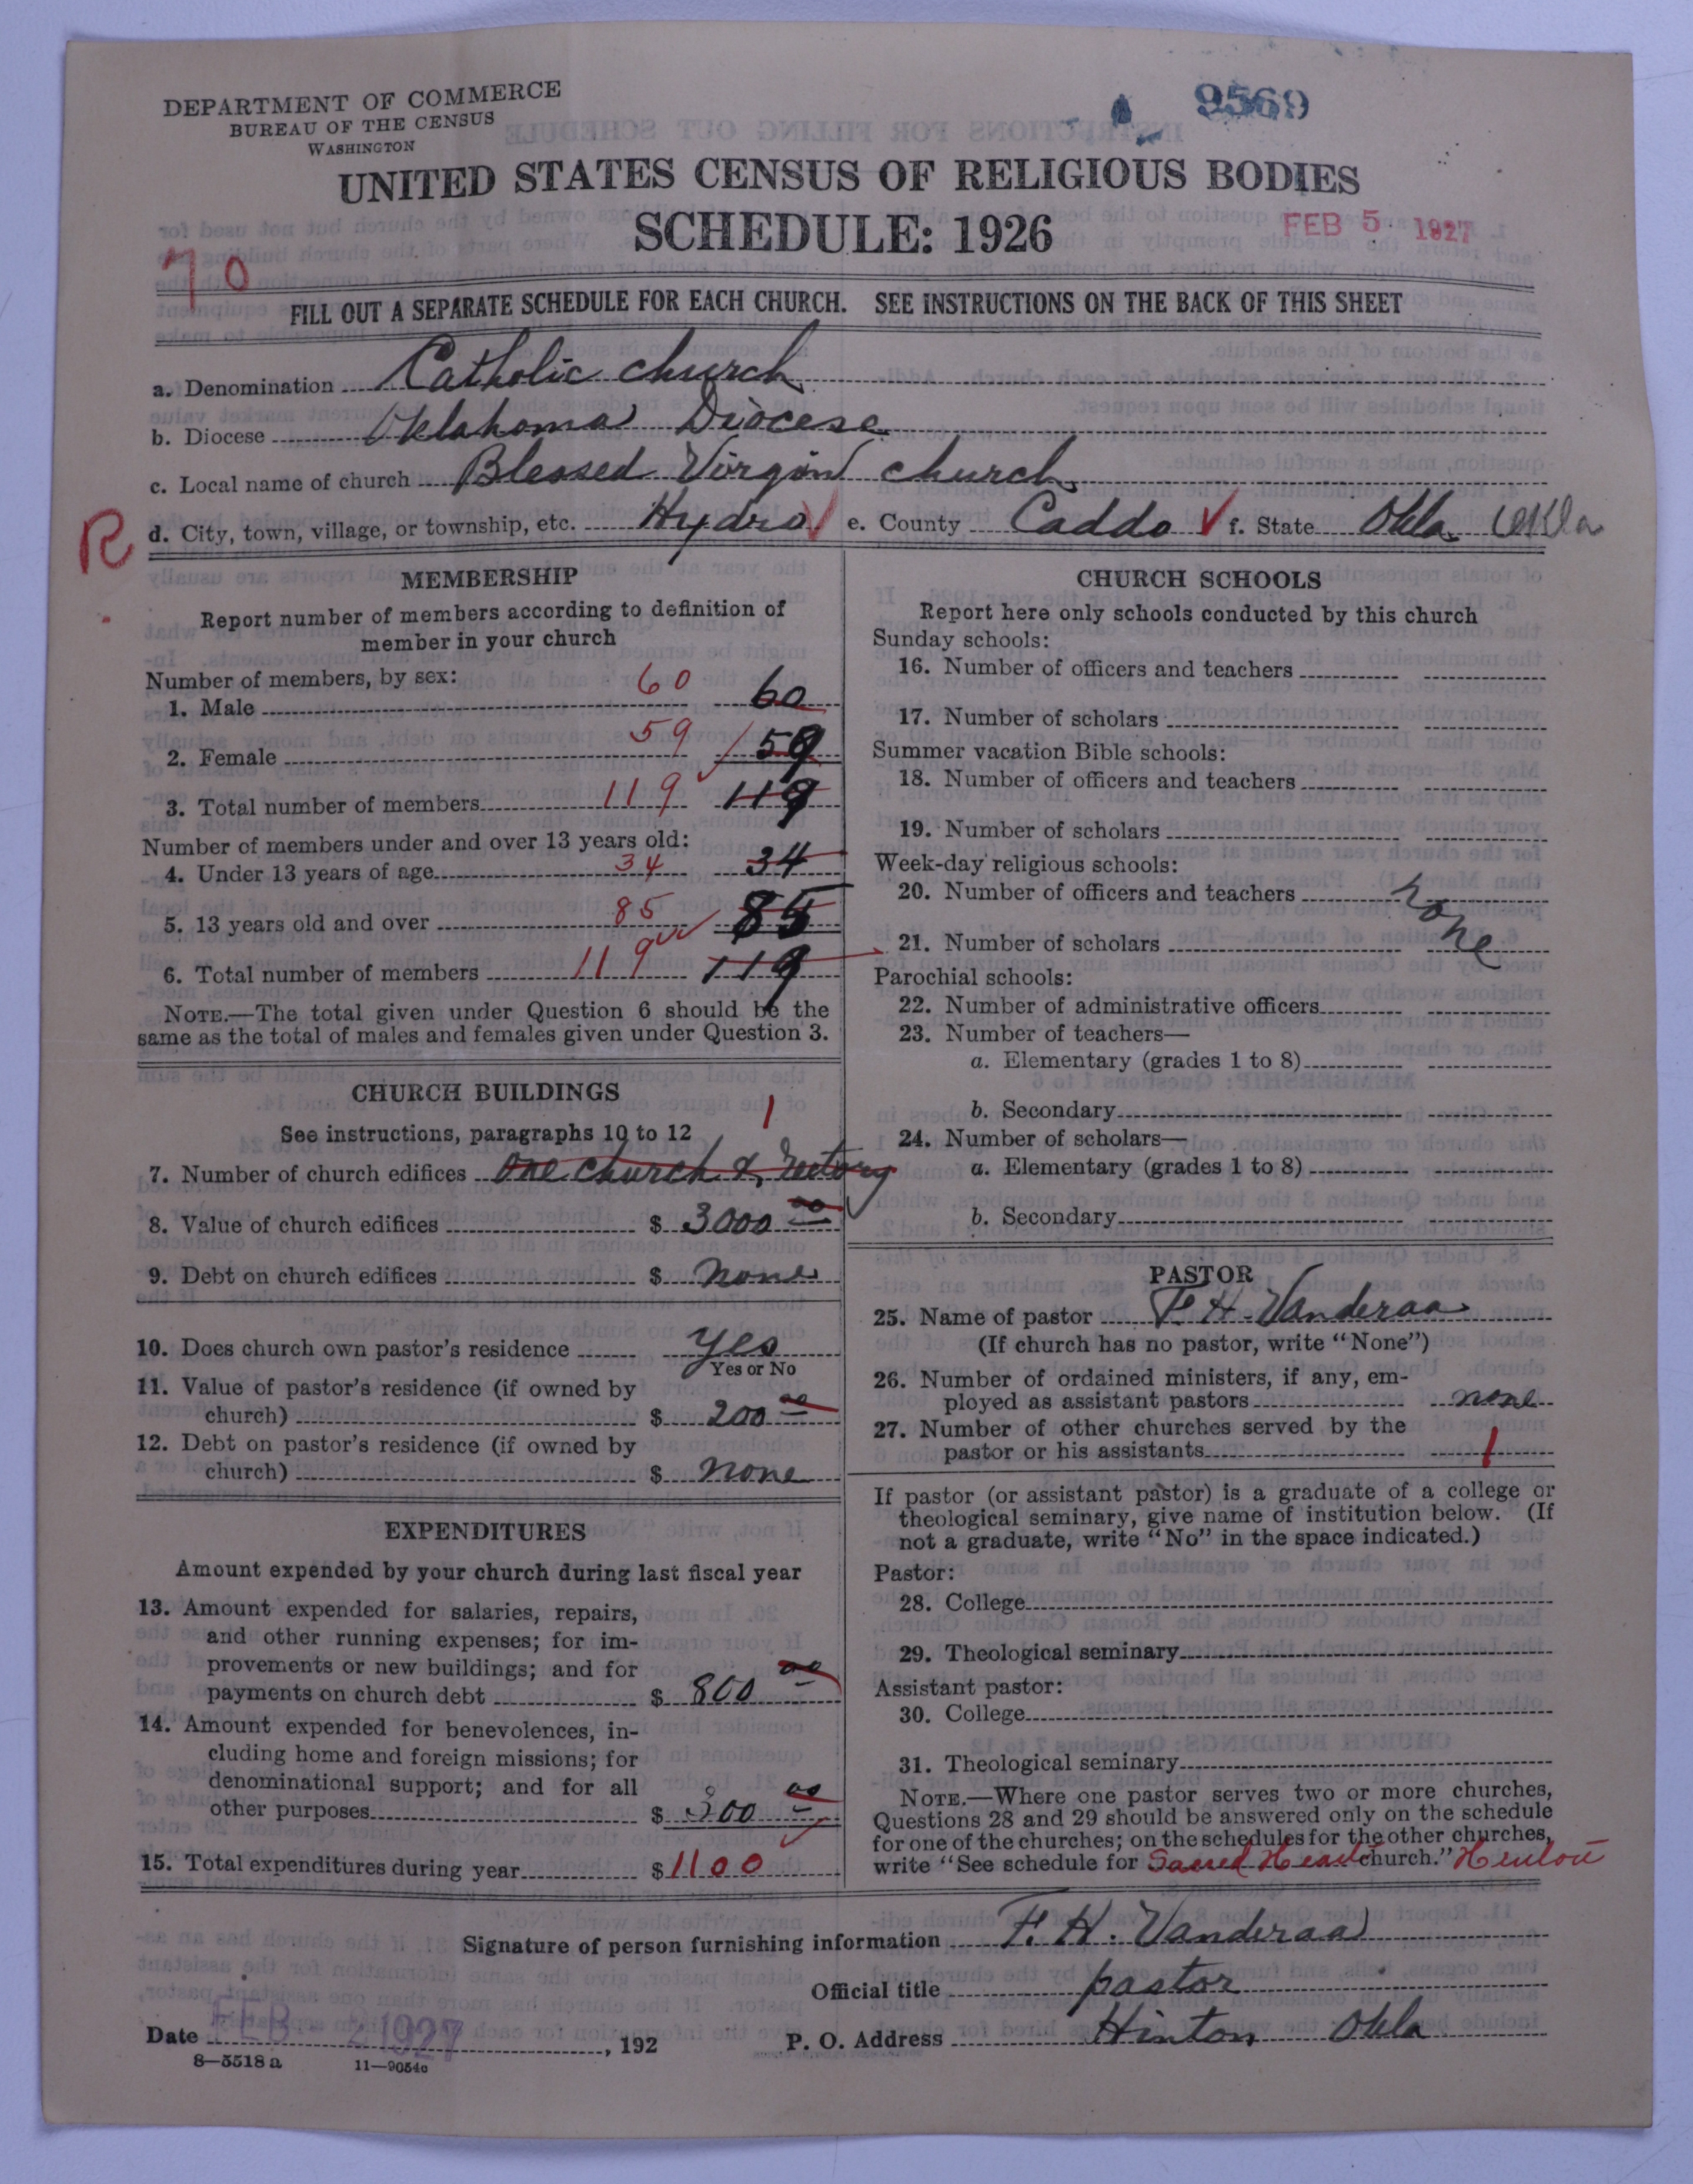 DEPARTMENT OF COMMERCE
BUREAU OF THE CENSUS
WASHINGTON
9569
UNITED STATES CENSUS OF RELIGIOUS BODIES
SCHEDULE: 1926
FEB 5 1927
70
FILL OUT A SEPARATE SCHEDULE FOR EACH CHURCH. SEE INSTRUCTIONS ON THE BACK OF THIS SHEET
a. Denomination Catholic church
b. Diocese Oklahoma Diocese
c. Local name of church Blessed Virgin church
R d. City, town, village, or township, etc. Hydro e. County Caddo f. State Okla. Okla
MEMBERSHIP
Report number of members according to definition of
member in your church
Number of members, by sex:
1. Male 60 60
2. Female 59 59
3. Total number of members 119 119
Number of members under and over 13 years old:
4. Under 13 years of age 34 34
5. 13 years old and over 85 85
6. Total number of members 119 119
NOTE.—The total given under Question 6 should be the
same as the total of males and females given under Question 3.
CHURCH BUILDINGS
See instructions, paragraphs 10 to 12
1
7. Number of church edifices One church & Rectory
8. Value of church edifices $ 3000 00
9. Debt on church edifices $ none
10. Does church own pastor's residence yes
Yes or No
11. Value of pastor's residence (if owned by
church) $ 200 00
12. Debt on pastor's residence (if owned by
church) $ none
EXPENDITURES
Amount expended by your church during last fiscal year
13. Amount expended for salaries, repairs,
and other running expenses; for im-
provements or new buildings; and for
payments on church debt $ 800 00
14. Amount expended for benevolences, in-
cluding home and foreign missions; for
denominational support; and for all
other purposes $ 300 00
15. Total expenditures during year $ 1100
CHURCH SCHOOLS
Report here only schools conducted by this church
Sunday schools:
16. Number of officers and teachers
17. Number of scholars
Summer vacation Bible schools:
18. Number of officers and teachers
19. Number of scholars
Week-day religious schools:
20. Number of officers and teachers
none
21. Number of scholars
Parochial schools:
22. Number of administrative officers
23. Number of teachers—
a. Elementary (grades 1 to 8)
b. Secondary
24. Number of scholars—
a. Elementary (grades 1 to 8)
b. Secondary
PASTOR
25. Name of pastor F. H. Vanderaa
(If church has no pastor, write "None")
26. Number of ordained ministers, if any, em-
ployed as assistant pastors none
27. Number of other churches served by the
pastor or his assistants 1
If pastor (or assistant pastor) is a graduate of a college or
theological seminary, give name of institution below. (If
not a graduate, write "No" in the space indicated.)
Pastor:
28. College
29. Theological seminary
Assistant pastor:
30. College
31. Theological seminary
NOTE.—Where one pastor serves two or more churches,
Questions 28 and 29 should be answered only on the schedule
for one of the churches; on the schedules for the other churches,
write "See schedule for Sacred Heart church." Hinton
Signature of person furnishing information F. H. Vanderaa
Official title pastor
Date FEB - 2 1927, 192 P. O. Address Hinton Okla
8—5518 a 11—9054a